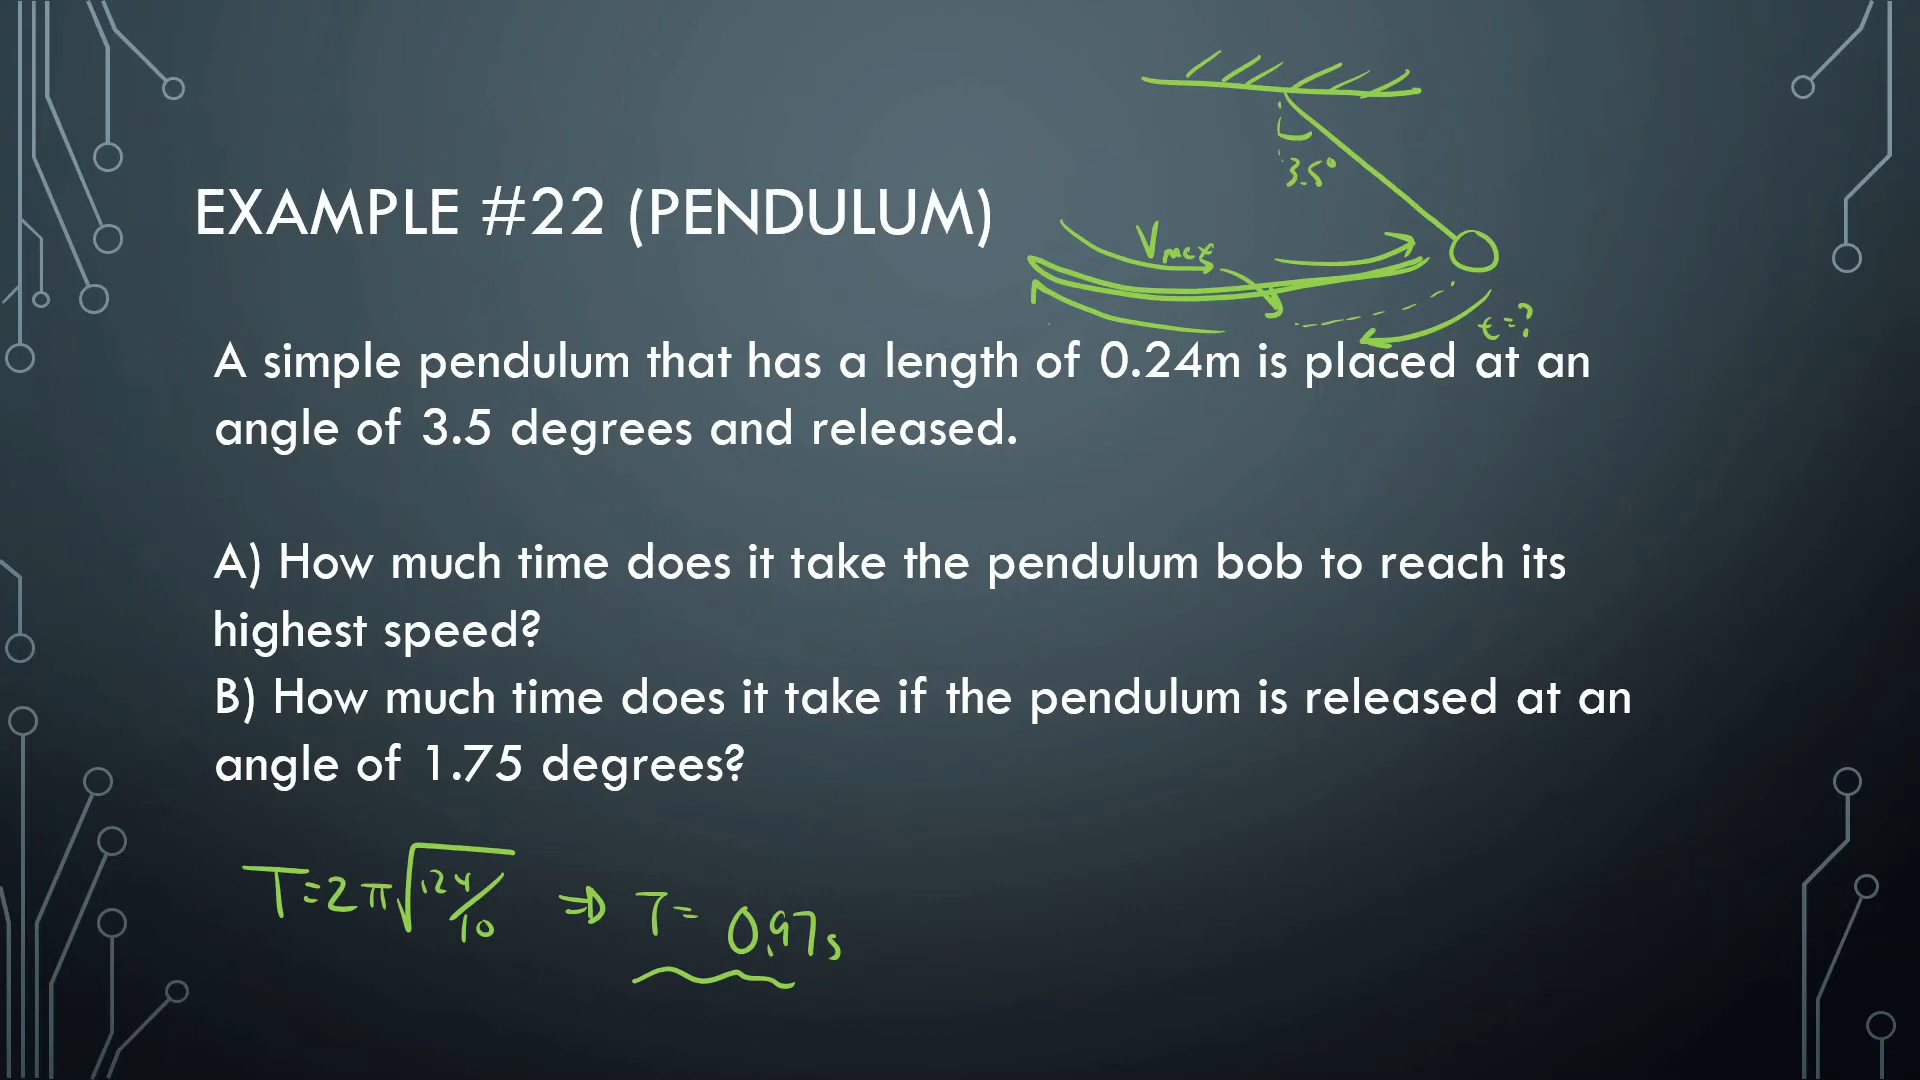 3.5°
EXAMPLE #22 (PENDULUM)
Vmax
t=?
A simple pendulum that has a length of 0.24m is placed at an
angle of 3.5 degrees and released.
A) How much time does it take the pendulum bob to reach its
highest speed?
B) How much time does it take if the pendulum is released at an
angle of 1.75 degrees?
T=2π√.24/10 ⇒ T= 0.97s